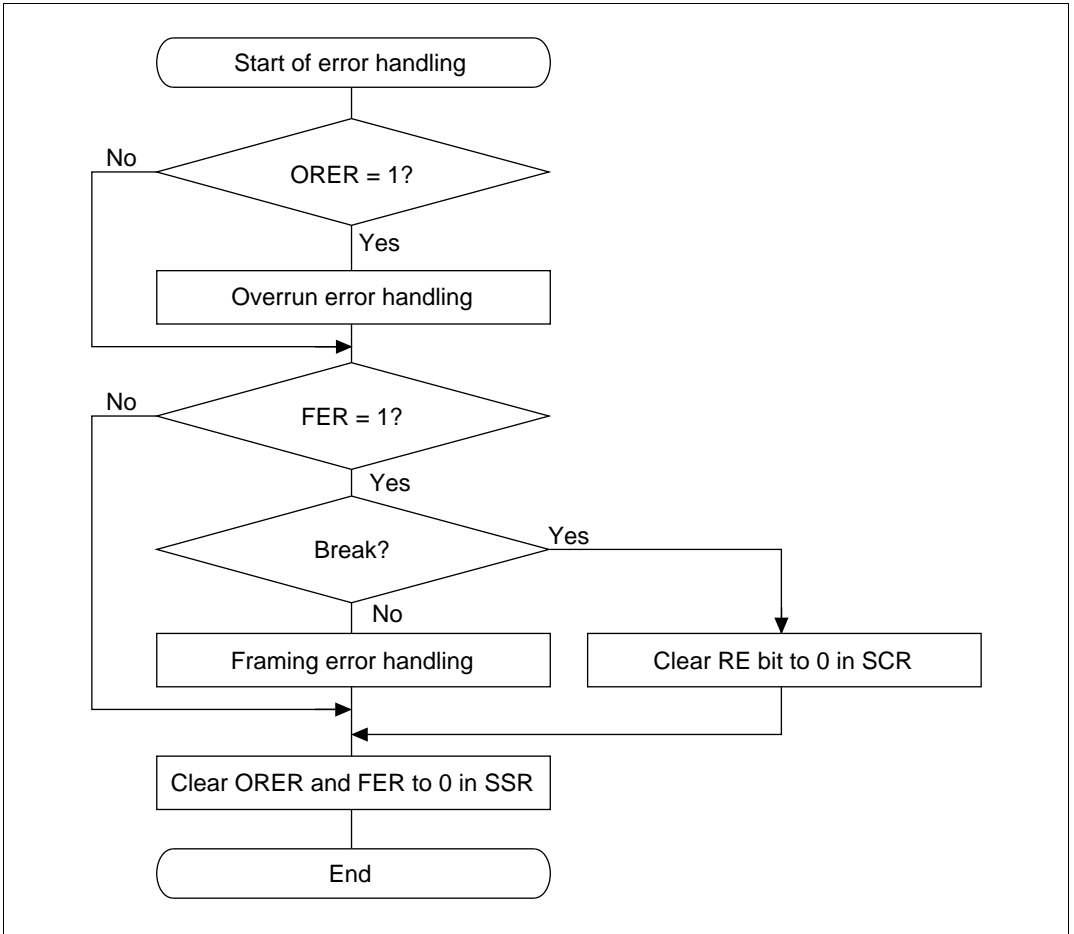 Start of error handling
No
ORER = 1?
Yes
Overrun error handling
No
FER = 1?
Yes
Break?
Yes
No
Framing error handling
Clear RE bit to 0 in SCR
Clear ORER and FER to 0 in SSR
End